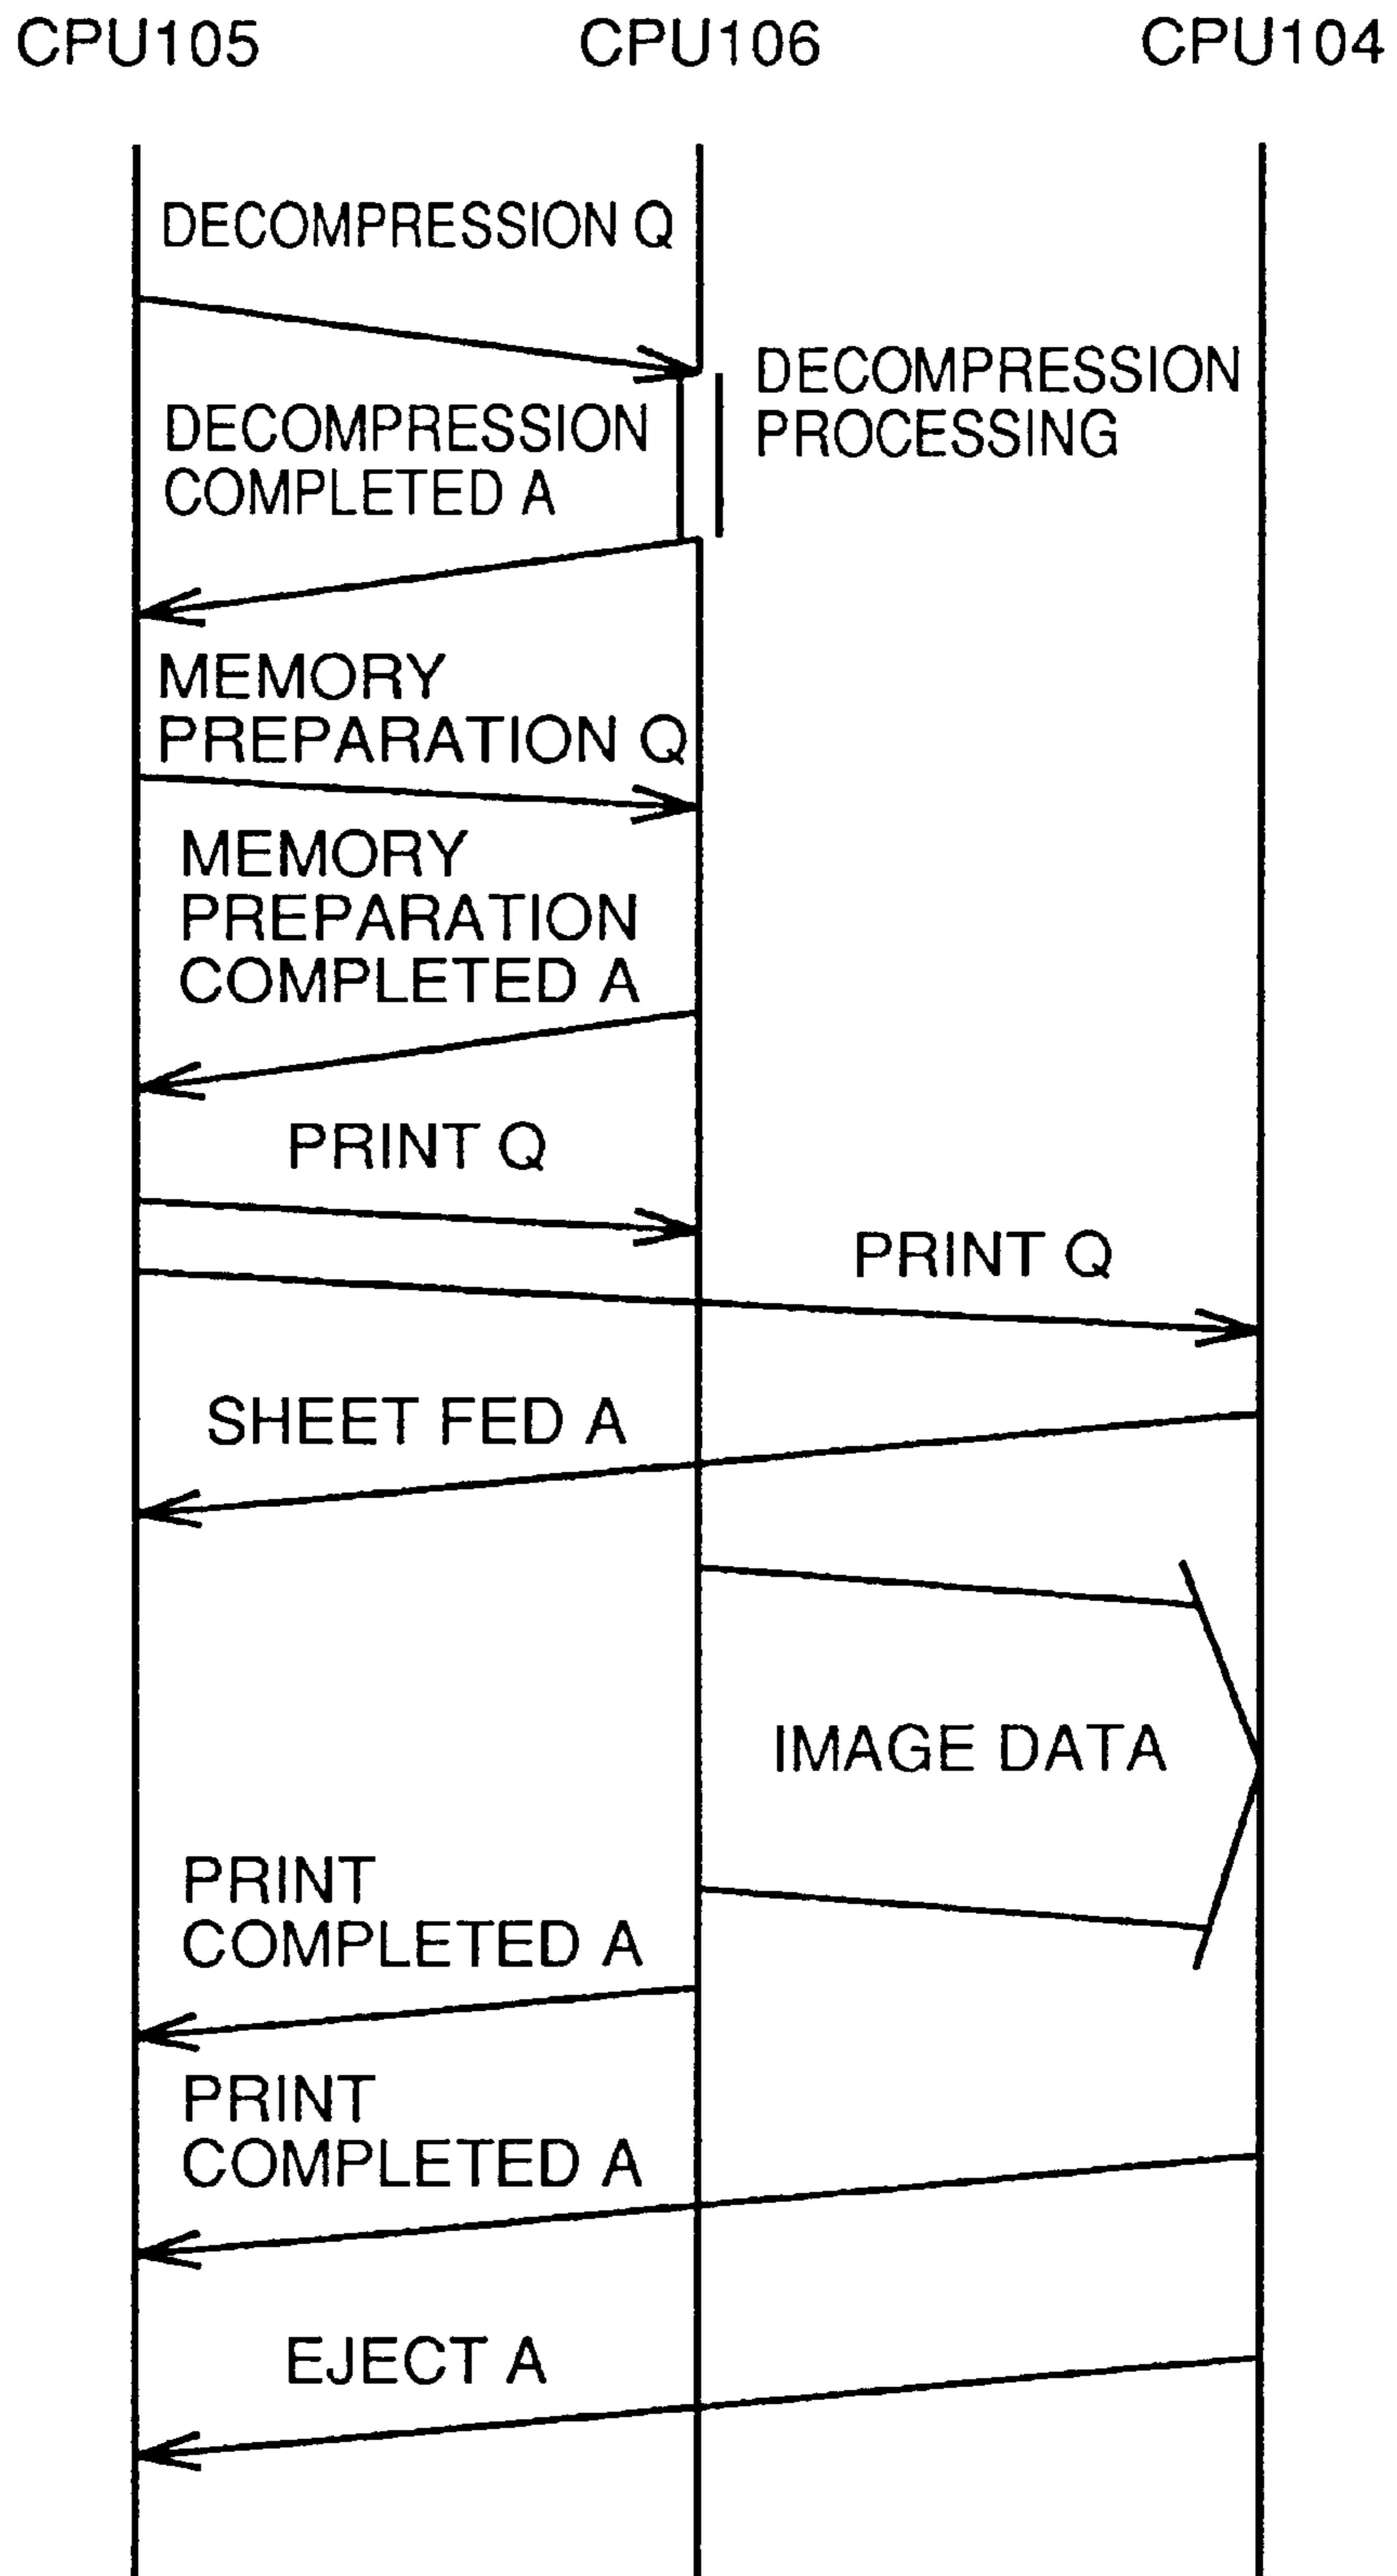 CPU105 CPU106 CPU104
DECOMPRESSION Q
DECOMPRESSION
PROCESSING
DECOMPRESSION
COMPLETED A
MEMORY
PREPARATION Q
MEMORY
PREPARATION
COMPLETED A
PRINT Q
PRINT Q
SHEET FED A
IMAGE DATA
PRINT
COMPLETED A
PRINT
COMPLETED A
EJECT A